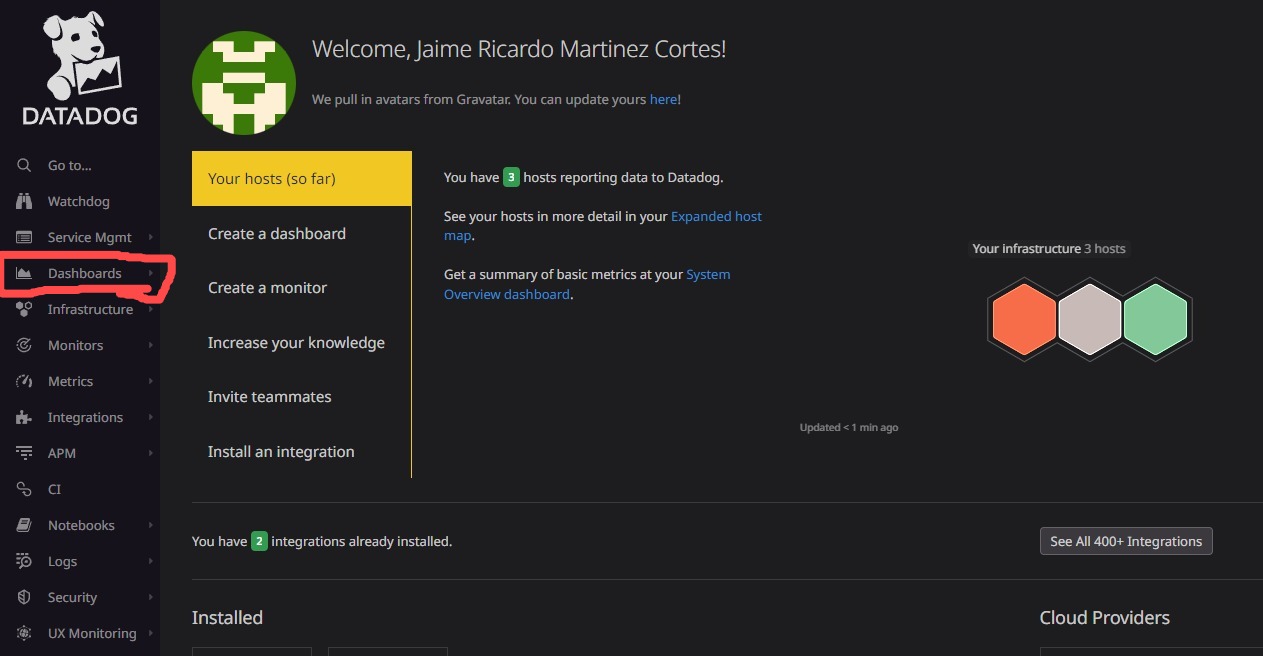 DATADOG
Go to...
Watchdog
Service Mgmt
Dashboards
Infrastructure
Monitors
Metrics
Integrations
APM
CI
Notebooks
Logs
Security
UX Monitoring
Welcome, Jaime Ricardo Martinez Cortes!
We pull in avatars from Gravatar. You can update yours here!
Your hosts (so far)
Create a dashboard
Create a monitor
Increase your knowledge
Invite teammates
Install an integration
You have 3 hosts reporting data to Datadog.
See your hosts in more detail in your Expanded host
map.
Get a summary of basic metrics at your System
Overview dashboard.
Your infrastructure 3 hosts
Updated < 1 min ago
You have 2 integrations already installed.
See All 400+ Integrations
Installed
Cloud Providers